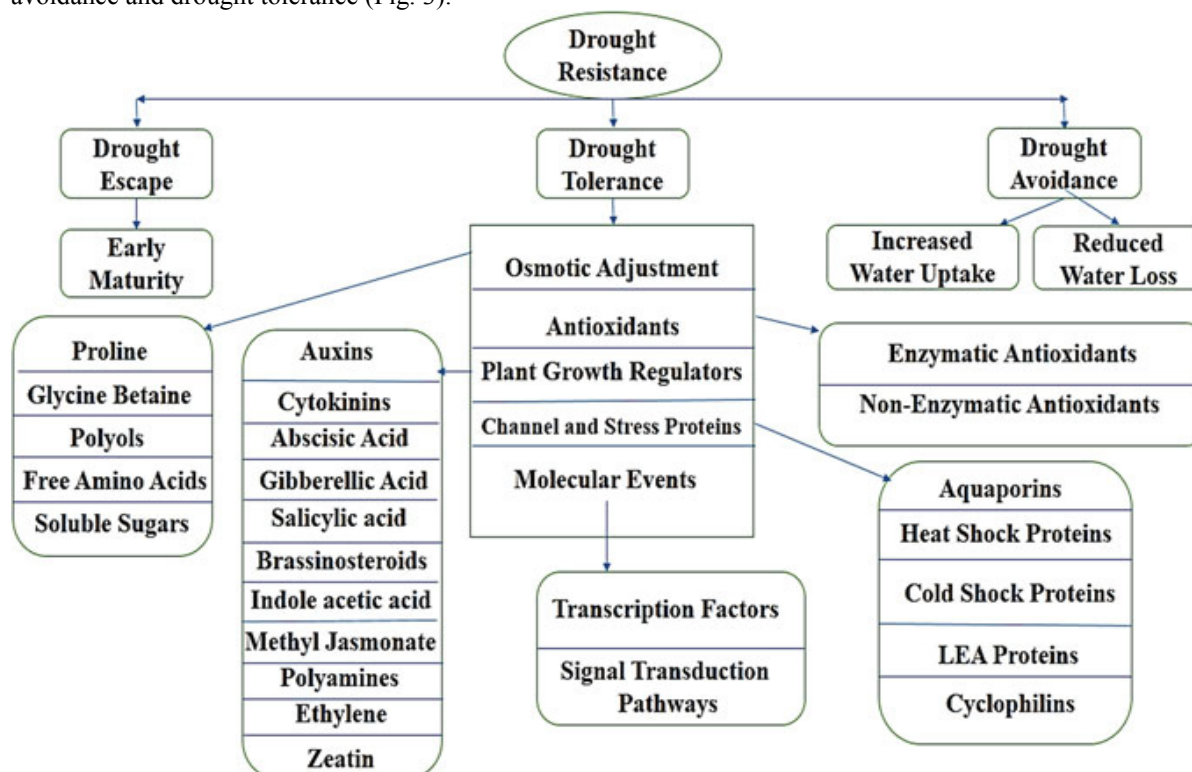 avoidance and drought tolerance (Fig. 3).
Drought
Resistance
Drought
Escape
Drought
Tolerance
Drought
Avoidance
Early
Maturity
Increased
Water Uptake
Reduced
Water Loss
Osmotic Adjustment
Antioxidants
Plant Growth Regulators
Channel and Stress Proteins
Molecular Events
Proline
Glycine Betaine
Polyols
Free Amino Acids
Soluble Sugars
Auxins
Cytokinins
Abscisic Acid
Gibberellic Acid
Salicylic acid
Brassinosteroids
Indole acetic acid
Methyl Jasmonate
Polyamines
Ethylene
Zeatin
Enzymatic Antioxidants
Non-Enzymatic Antioxidants
Transcription Factors
Signal Transduction
Pathways
Aquaporins
Heat Shock Proteins
Cold Shock Proteins
LEA Proteins
Cyclophilins